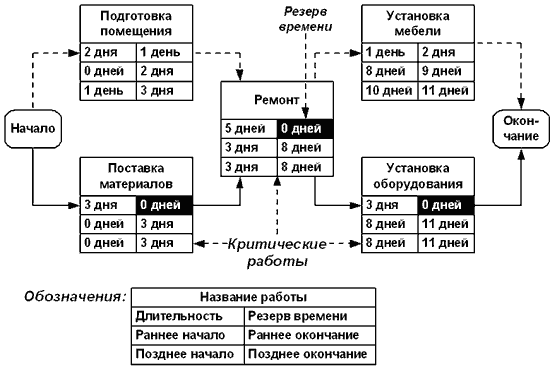 Подготовка
помещения
2 дня 1 день
0 дней 2 дня
1 день 3 дня
Резерв
времени
Установка
мебели
1 день 2 дня
8 дней 9 дней
10 дней 11 дней
Начало
Ремонт
5 дней 0 дней
3 дня 8 дней
3 дня 8 дней
Окон-
чание
Поставка
материалов
3 дня 0 дней
0 дней 3 дня
0 дней 3 дня
Установка
оборудования
3 дня 0 дней
8 дней 11 дней
8 дней 11 дней
Критические
работы
Обозначения:
Название работы
Длительность Резерв времени
Раннее начало Раннее окончание
Позднее начало Позднее окончание